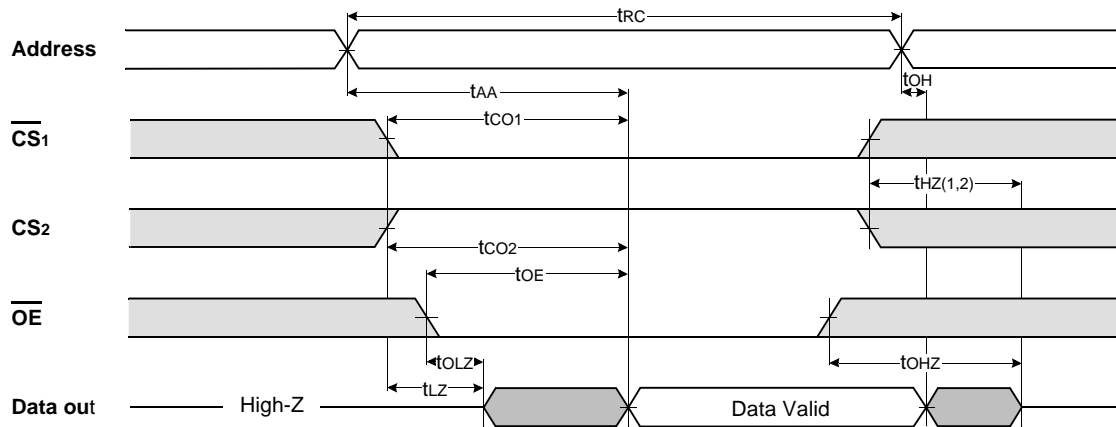 tRC
Address
tOH
tAA
tCO1
CS1
tHZ(1,2)
CS2
tCO2
tOE
OE
tOLZ
tOHZ
tLZ
High-Z
Data Valid
Data out